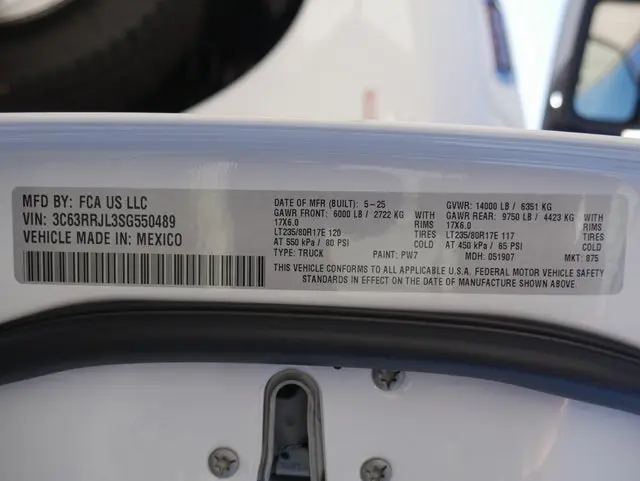 MFD BY: FCA US LLC
VIN: 3C63RRJL3SG550489
VEHICLE MADE IN: MEXICO
DATE OF MFR (BUILT): 5-25
GAWR FRONT: 6000 LB / 2722 KG WITH
17X6.0 RIMS
LT235/80R17E 120 TIRES
AT 550 kPa / 80 PSI
TYPE: TRUCK PAINT: PW7
GVWR: 14000 LB / 6351 KG
GAWR REAR: 9750 LB / 4423 KG WITH
17X6.0 RIMS
LT235/80R17E 117 TIRES
AT 450 kPa / 65 PSI
MDH: 051907 MKT: 875
THIS VEHICLE CONFORMS TO ALL APPLICABLE U.S.A. FEDERAL MOTOR VEHICLE SAFETY
STANDARDS IN EFFECT ON THE DATE OF MANUFACTURE SHOWN ABOVE.